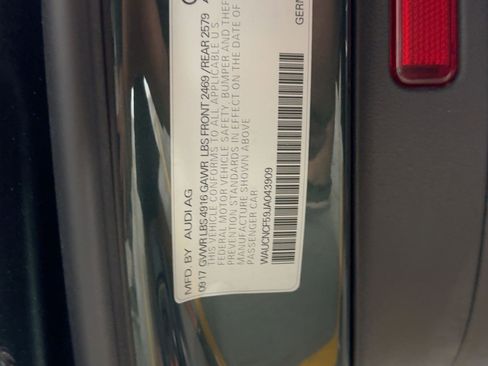 MFD. BY AUDI AG
09/17 GVWR LBS 4916 GAWR LBS FRONT 2469 /REAR 2579
THIS VEHICLE CONFORMS TO ALL APPLICABLE U.S.A.
FEDERAL MOTOR VEHICLE SAFETY, BUMPER AND THEFT
PREVENTION STANDARDS IN EFFECT ON THE DATE OF
MANUFACTURE SHOWN ABOVE
PASSENGER CAR
WAUCNCF59JA043909
GERM